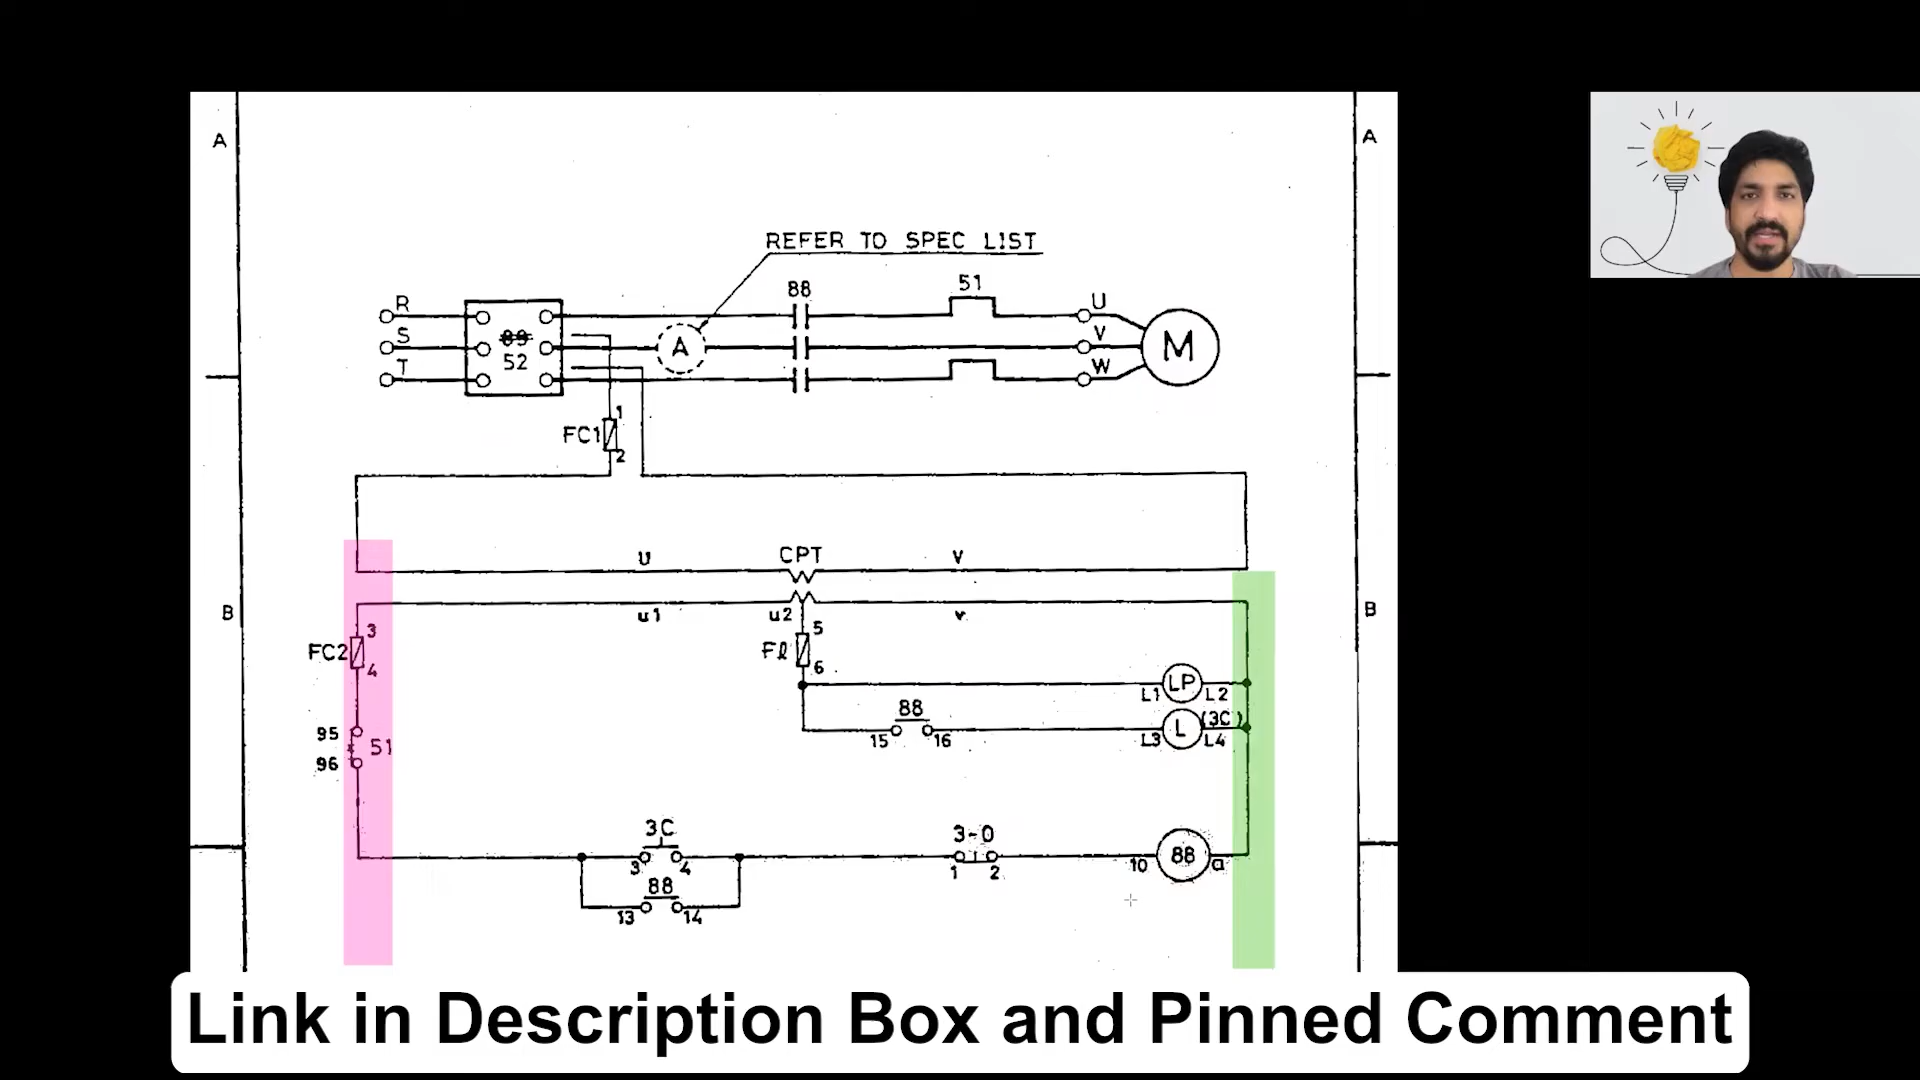 A
A
REFER TO SPEC LIST
R
88
51
U
S
52
A
V
M
T
W
1
FC1
2
U
CPT
V
B
B
u1
u2
v
3
5
FC2
Fℓ
4
6
L1
LP
L2
88
(3C)
95
51
15
16
L3
L
L4
96
3C
3-0
3
4
1
2
10
88
a
88
13
14
Link in Description Box and Pinned Comment